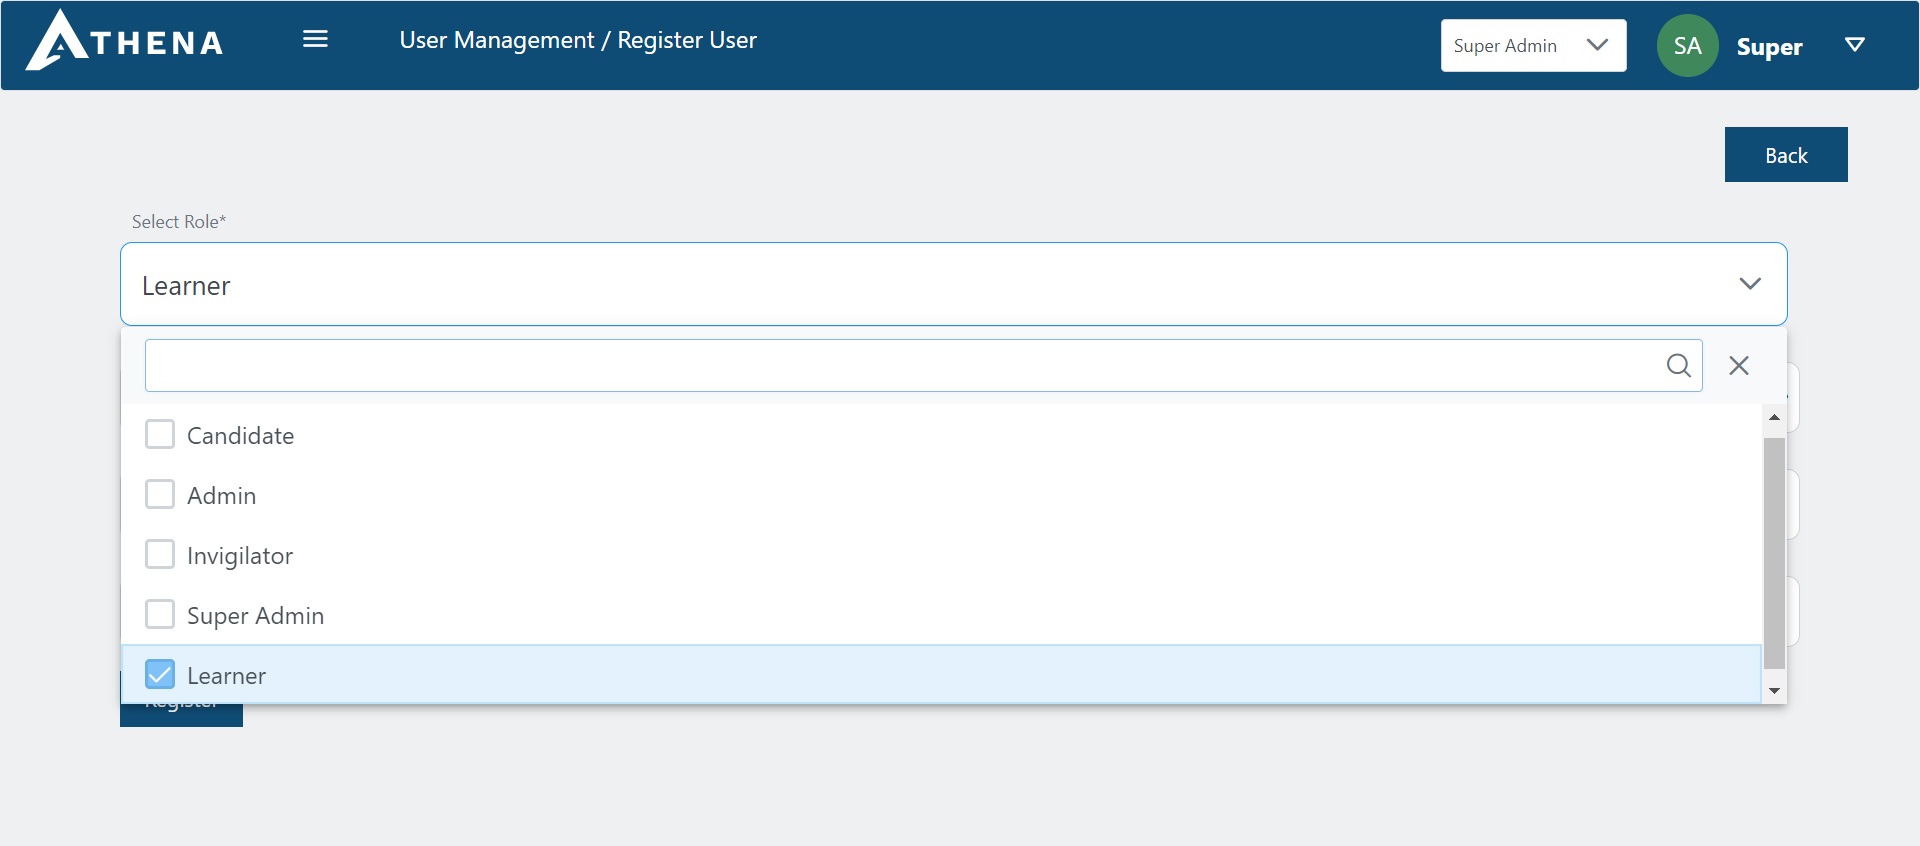 ATHENA
User Management / Register User
Super Admin
SA
Super
Back
Select Role*
Learner
Candidate
Admin
Invigilator
Super Admin
Learner
Register